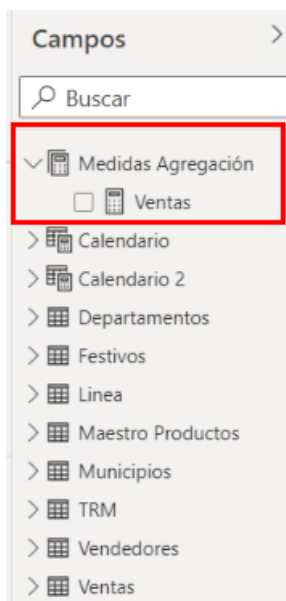 Campos
Buscar
Medidas Agregación
Ventas
Calendario
Calendario 2
Departamentos
Festivos
Linea
Maestro Productos
Municipios
TRM
Vendedores
Ventas